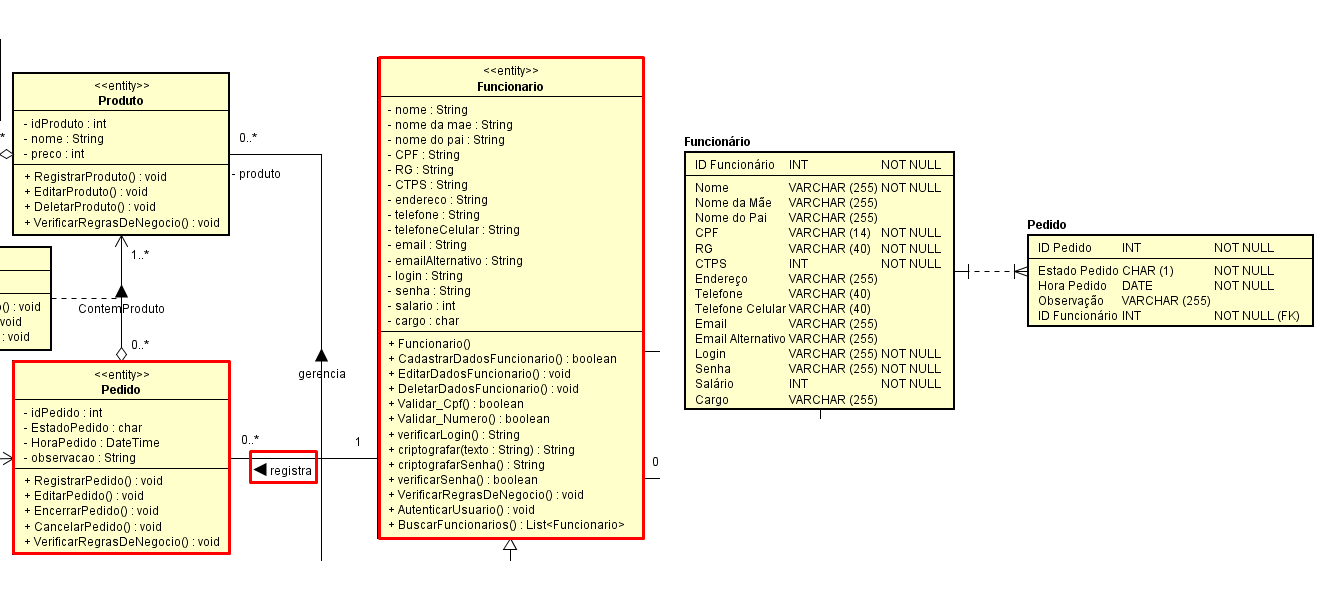 <<entity>>
Produto
- idProduto : int
- nome : String
- preco : int
+ RegistrarProduto() : void
+ EditarProduto() : void
+ DeletarProduto() : void
+ VerificarRegrasDeNegocio() : void
*
0..*
- produto
1..*
ContemProduto
() : void
void
: void
0..*
gerencia
<<entity>>
Pedido
- idPedido : int
- EstadoPedido : char
- HoraPedido : DateTime
- observacao : String
+ RegistrarPedido() : void
+ EditarPedido() : void
+ EncerrarPedido() : void
+ CancelarPedido() : void
+ VerificarRegrasDeNegocio() : void
0..*
1
registra
<<entity>>
Funcionario
- nome : String
- nome da mae : String
- nome do pai : String
- CPF : String
- RG : String
- CTPS : String
- endereco : String
- telefone : String
- telefoneCelular : String
- email : String
- emailAlternativo : String
- login : String
- senha : String
- salario : int
- cargo : char
+ Funcionario()
+ CadastrarDadosFuncionario() : boolean
+ EditarDadosFuncionario() : void
+ DeletarDadosFuncionario() : void
+ Validar_Cpf() : boolean
+ Validar_Numero() : boolean
+ verificarLogin() : String
+ criptografar(texto : String) : String
+ criptografarSenha() : String
+ verificarSenha() : boolean
+ VerificarRegrasDeNegocio() : void
+ AutenticarUsuario() : void
+ BuscarFuncionarios() : List<Funcionario>
0
Funcionário
ID Funcionário INT NOT NULL
Nome VARCHAR (255) NOT NULL
Nome da Mãe VARCHAR (255)
Nome do Pai VARCHAR (255)
CPF VARCHAR (14) NOT NULL
RG VARCHAR (40) NOT NULL
CTPS INT NOT NULL
Endereço VARCHAR (255)
Telefone VARCHAR (40)
Telefone Celular VARCHAR (40)
Email VARCHAR (255)
Email Alternativo VARCHAR (255)
Login VARCHAR (255) NOT NULL
Senha VARCHAR (255) NOT NULL
Salário INT NOT NULL
Cargo VARCHAR (255)
Pedido
ID Pedido INT NOT NULL
Estado Pedido CHAR (1) NOT NULL
Hora Pedido DATE NOT NULL
Observação VARCHAR (255)
ID Funcionário INT NOT NULL (FK)